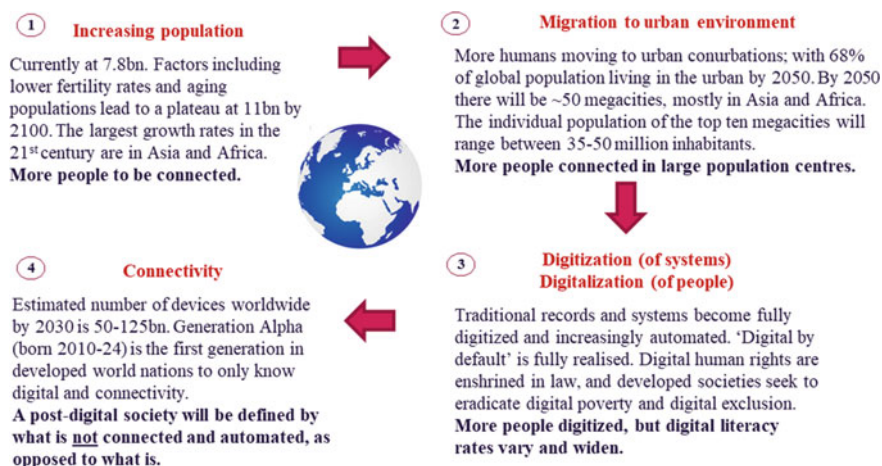 1
Increasing population
Currently at 7.8bn. Factors including
lower fertility rates and aging
populations lead to a plateau at 11bn by
2100. The largest growth rates in the
21st century are in Asia and Africa.
More people to be connected.
2
Migration to urban environment
More humans moving to urban conurbations; with 68%
of global population living in the urban by 2050. By 2050
there will be ~50 megacities, mostly in Asia and Africa.
The individual population of the top ten megacities will
range between 35-50 million inhabitants.
More people connected in large population centres.
3
Digitization (of systems)
Digitalization (of people)
Traditional records and systems become fully
digitized and increasingly automated. ‘Digital by
default’ is fully realised. Digital human rights are
enshrined in law, and developed societies seek to
eradicate digital poverty and digital exclusion.
More people digitized, but digital literacy
rates vary and widen.
4
Connectivity
Estimated number of devices worldwide
by 2030 is 50-125bn. Generation Alpha
(born 2010-24) is the first generation in
developed world nations to only know
digital and connectivity.
A post-digital society will be defined by
what is not connected and automated, as
opposed to what is.